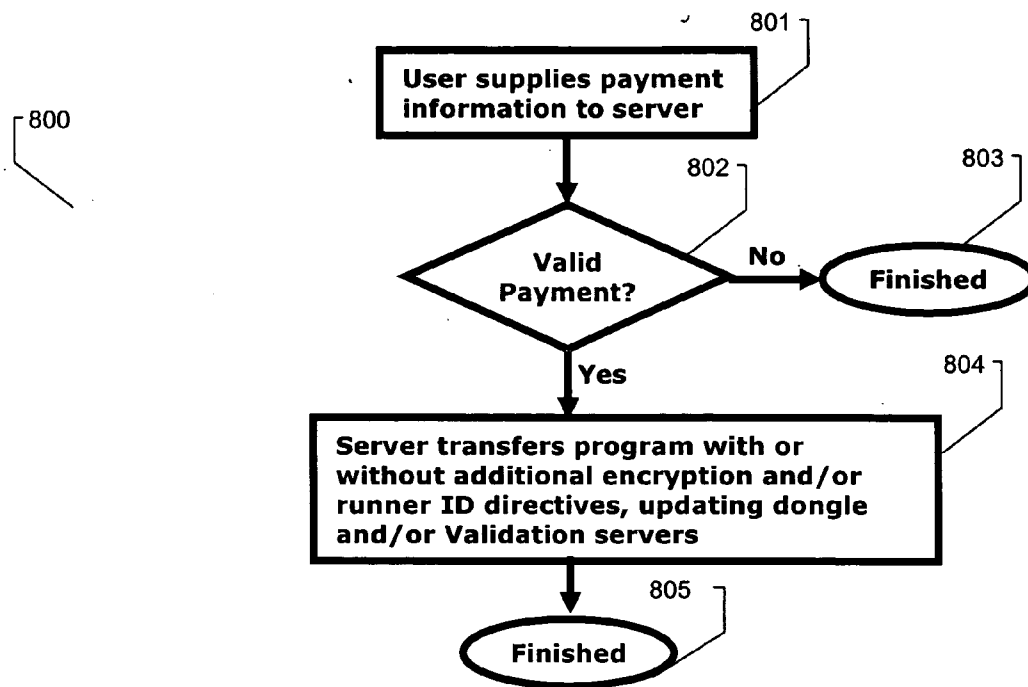 801
User supplies payment
information to server
800
802
803
Valid
Payment?
No
Finished
Yes
804
Server transfers program with or
without additional encryption and/or
runner ID directives, updating dongle
and/or Validation servers
805
Finished